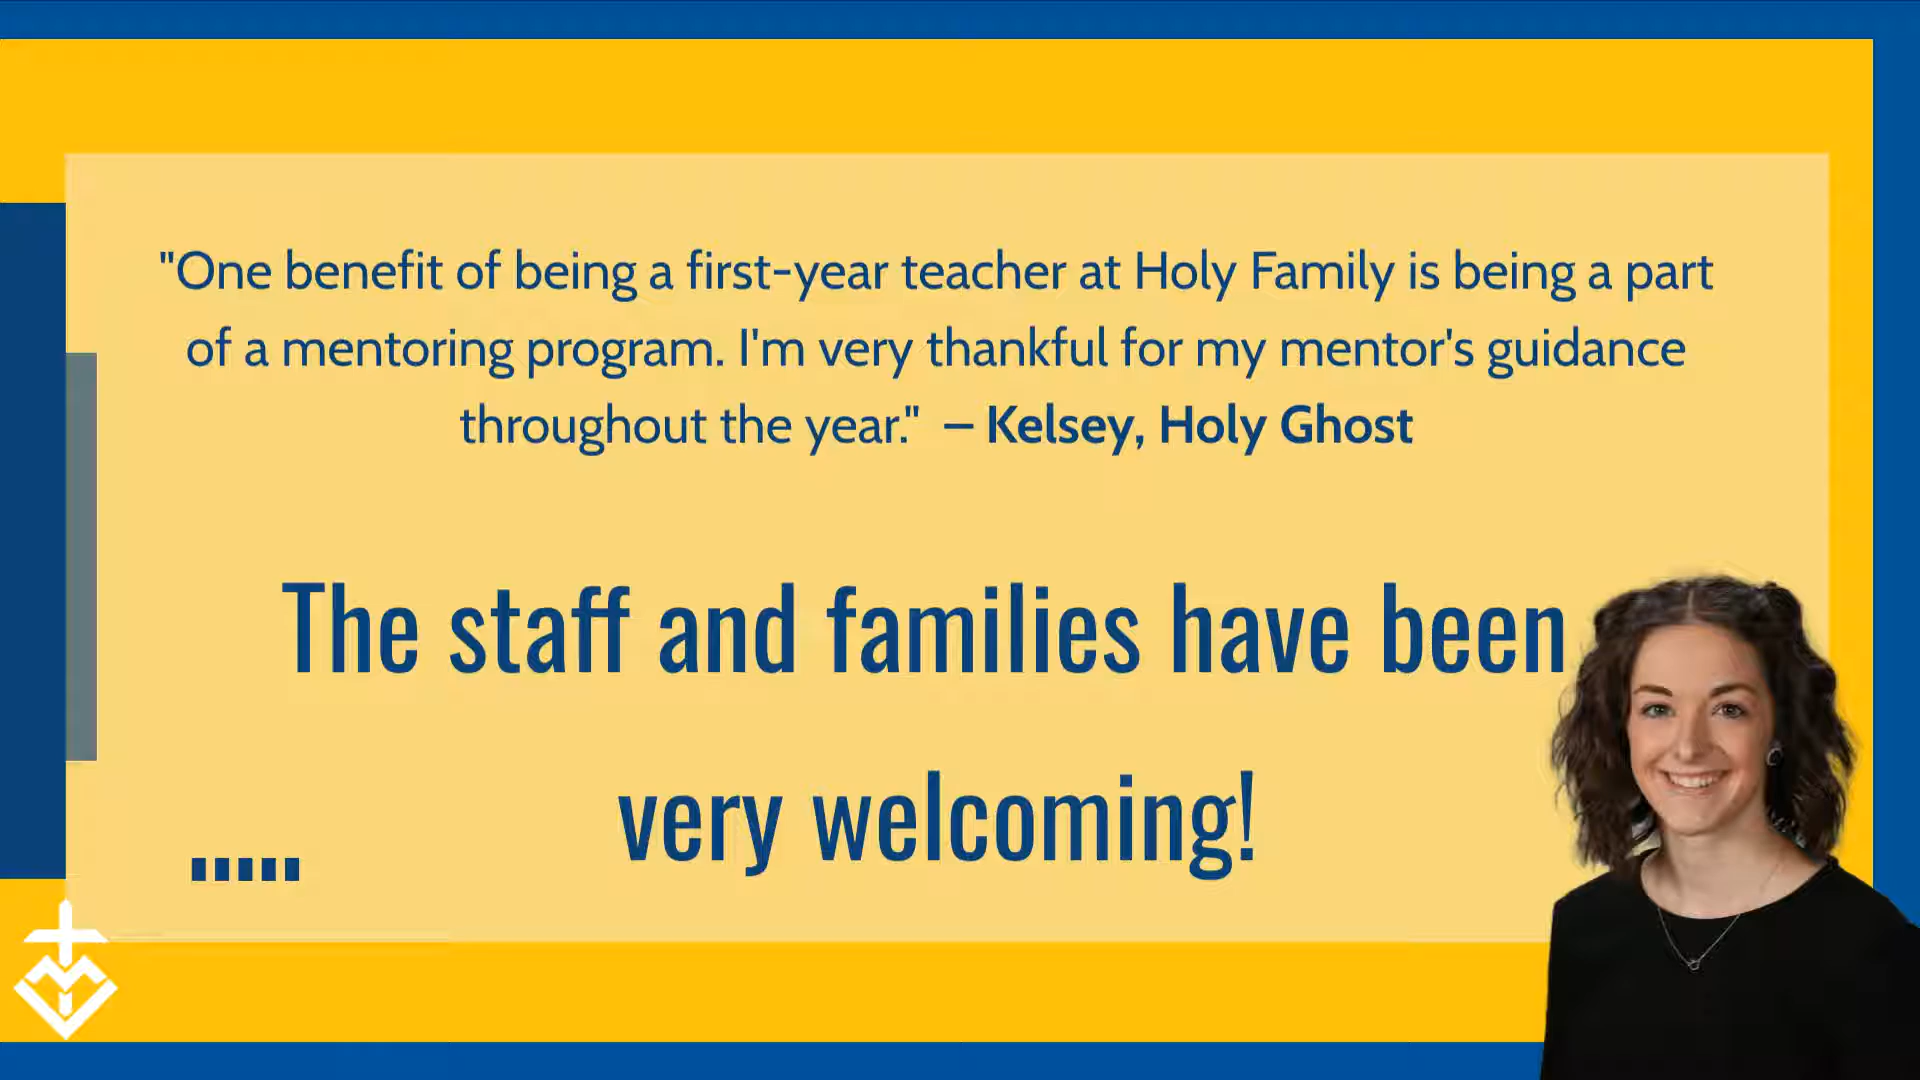 "One benefit of being a first-year teacher at Holy Family is being a part
of a mentoring program. I'm very thankful for my mentor's guidance
throughout the year." – Kelsey, Holy Ghost
The staff and families have been
very welcoming!